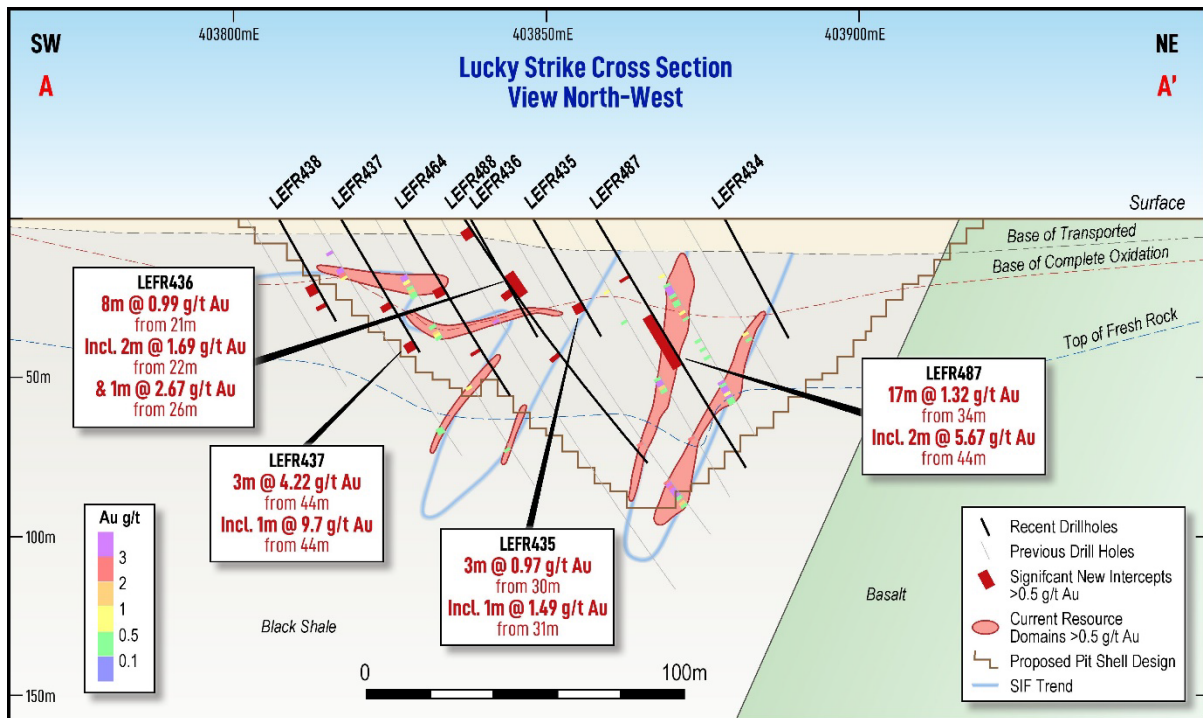 403800mE
403850mE
403900mE
SW
NE
A
A'
Lucky Strike Cross Section
View North-West
LEFR438
LEFR437
LEFR464
LEFR488
LEFR436
LEFR435
LEFR487
LEFR434
Surface
Base of Transported
Base of Complete Oxidation
Top of Fresh Rock
LEFR436
8m @ 0.99 g/t Au
from 21m
Incl. 2m @ 1.69 g/t Au
from 22m
& 1m @ 2.67 g/t Au
from 26m
50m
50m
LEFR487
17m @ 1.32 g/t Au
from 34m
Incl. 2m @ 5.67 g/t Au
from 44m
LEFR437
3m @ 4.22 g/t Au
from 44m
Incl. 1m @ 9.7 g/t Au
from 44m
LEFR435
3m @ 0.97 g/t Au
from 30m
Incl. 1m @ 1.49 g/t Au
from 31m
Au g/t
3
2
1
0.5
0.1
100m
Black Shale
Basalt
0
100m
Recent Drillholes
Previous Drill Holes
Signifcant New Intercepts
>0.5 g/t Au
Current Resource
Domains >0.5 g/t Au
Proposed Pit Shell Design
SIF Trend
150m
150m